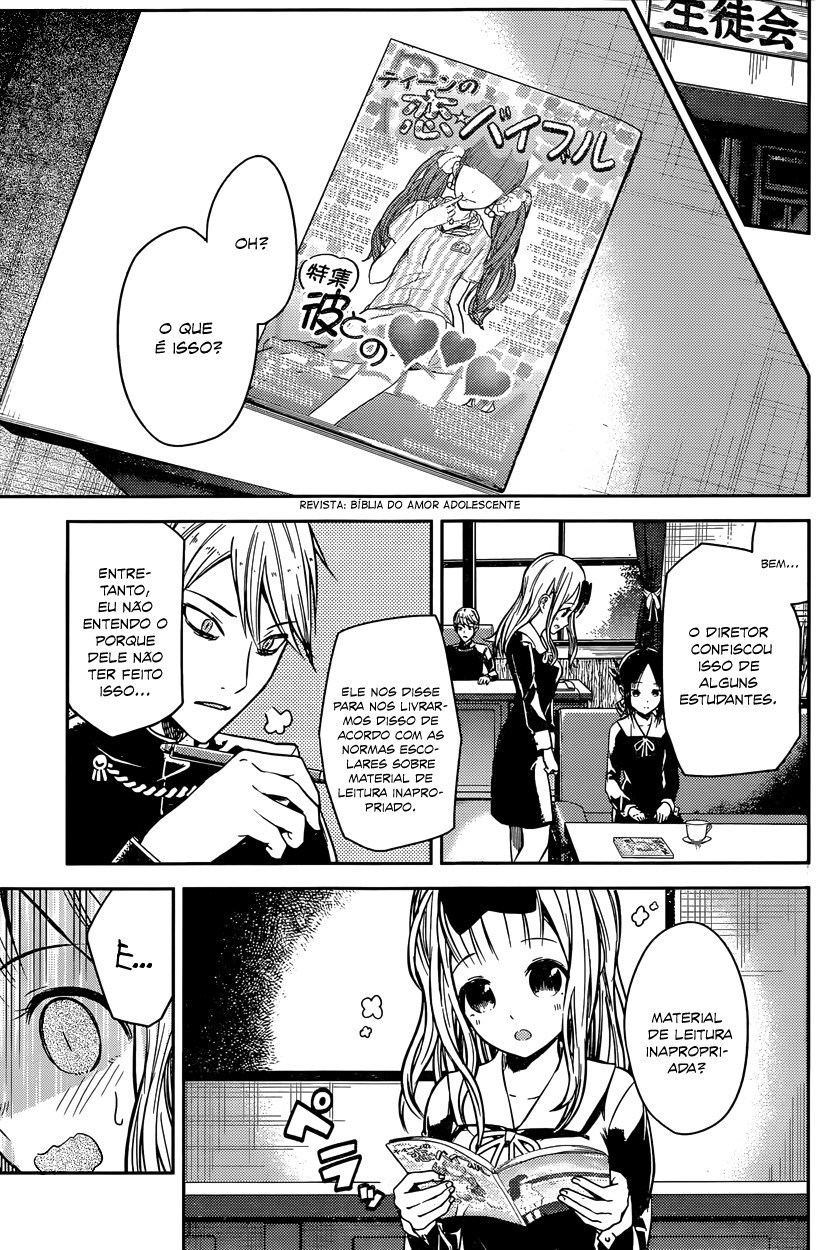 生徒会
ティーンの
恋☆バイブル
特集
彼との
OH?
O QUE
É ISSO?
REVISTA: BÍBLIA DO AMOR ADOLESCENTE
BEM...
O DIRETOR
CONFISCOU
ISSO DE
ALGUNS
ESTUDANTES.
ELE NOS DISSE
PARA NOS LIVRAR-
MOS DISSO DE
ACORDO COM AS
NORMAS ESCO-
LARES SOBRE
MATERIAL DE
LEITURA INAPRO-
PRIADO.
ENTRE-
TANTO,
EU NÃO
ENTENDO O
PORQUE
DELE NÃO
TER FEITO
ISSO...
MATERIAL
DE LEITURA
INAPROPRI-
ADA?
ペラッ
E...